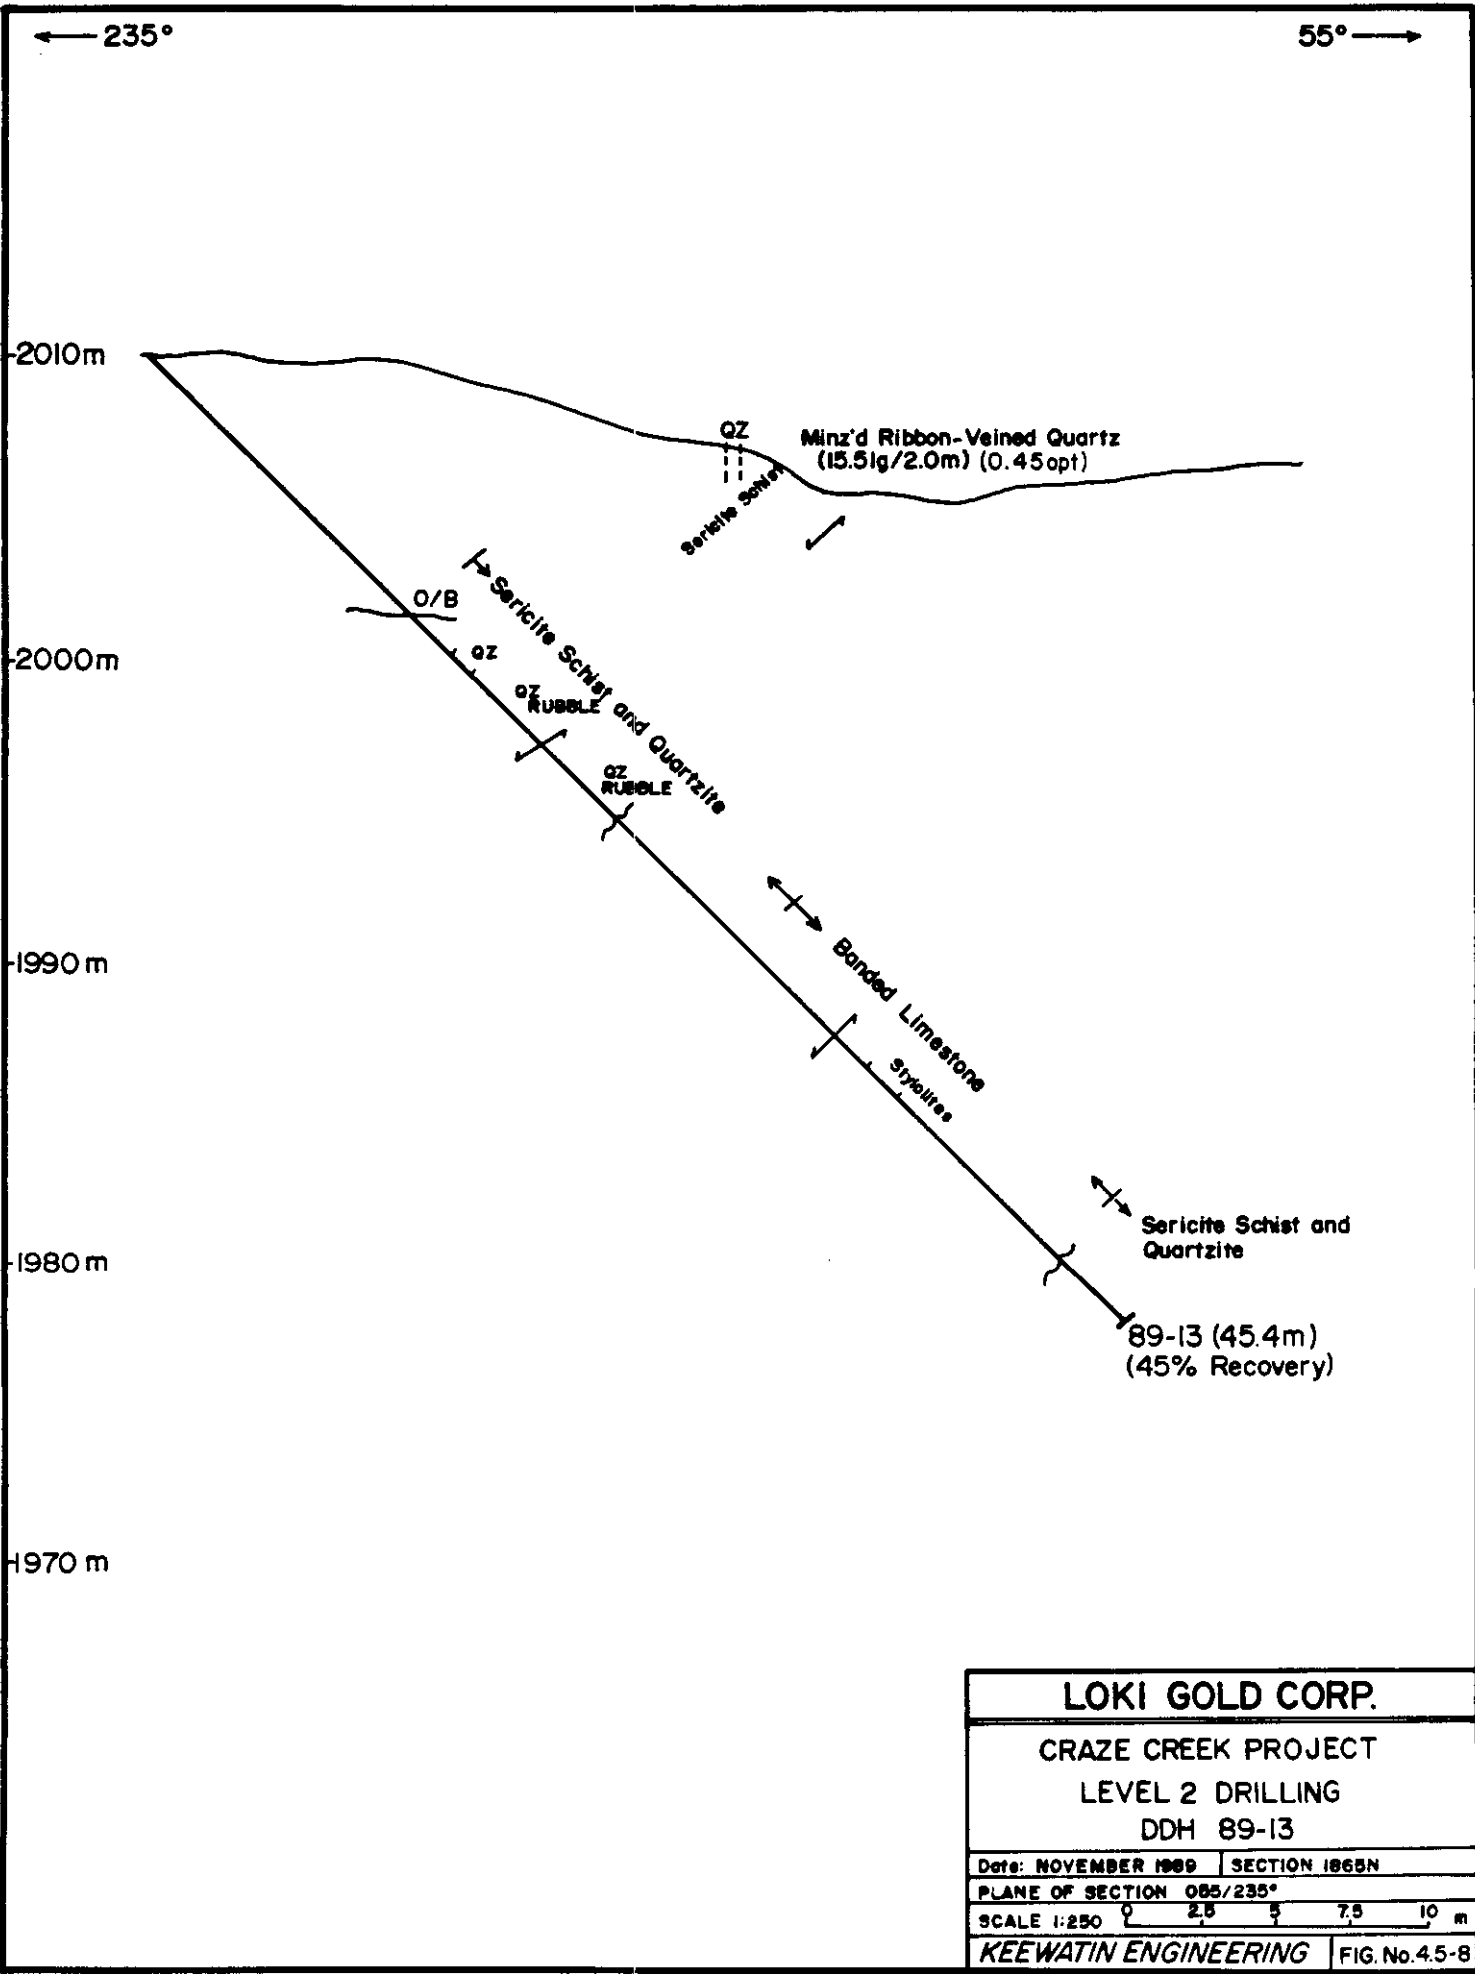 235°
55°
2010m
QZ
Minz'd Ribbon-Veined Quartz
(15.51g/2.0m) (0.45opt)
Sericite Schist
O/B
Sericite Schist and Quartzite
2000m
QZ
QZ
RUBBLE
QZ
RUBBLE
1990m
Banded Limestone
Stylolites
1980m
Sericite Schist and
Quartzite
89-13 (45.4m)
(45% Recovery)
1970m
LOKI GOLD CORP.
CRAZE CREEK PROJECT
LEVEL 2 DRILLING
DDH 89-13
Date: NOVEMBER 1989
SECTION 1865N
PLANE OF SECTION 055/235°
SCALE 1:250 0 2.5 5 7.5 10 m
KEEWATIN ENGINEERING
FIG. No. 4.5-8